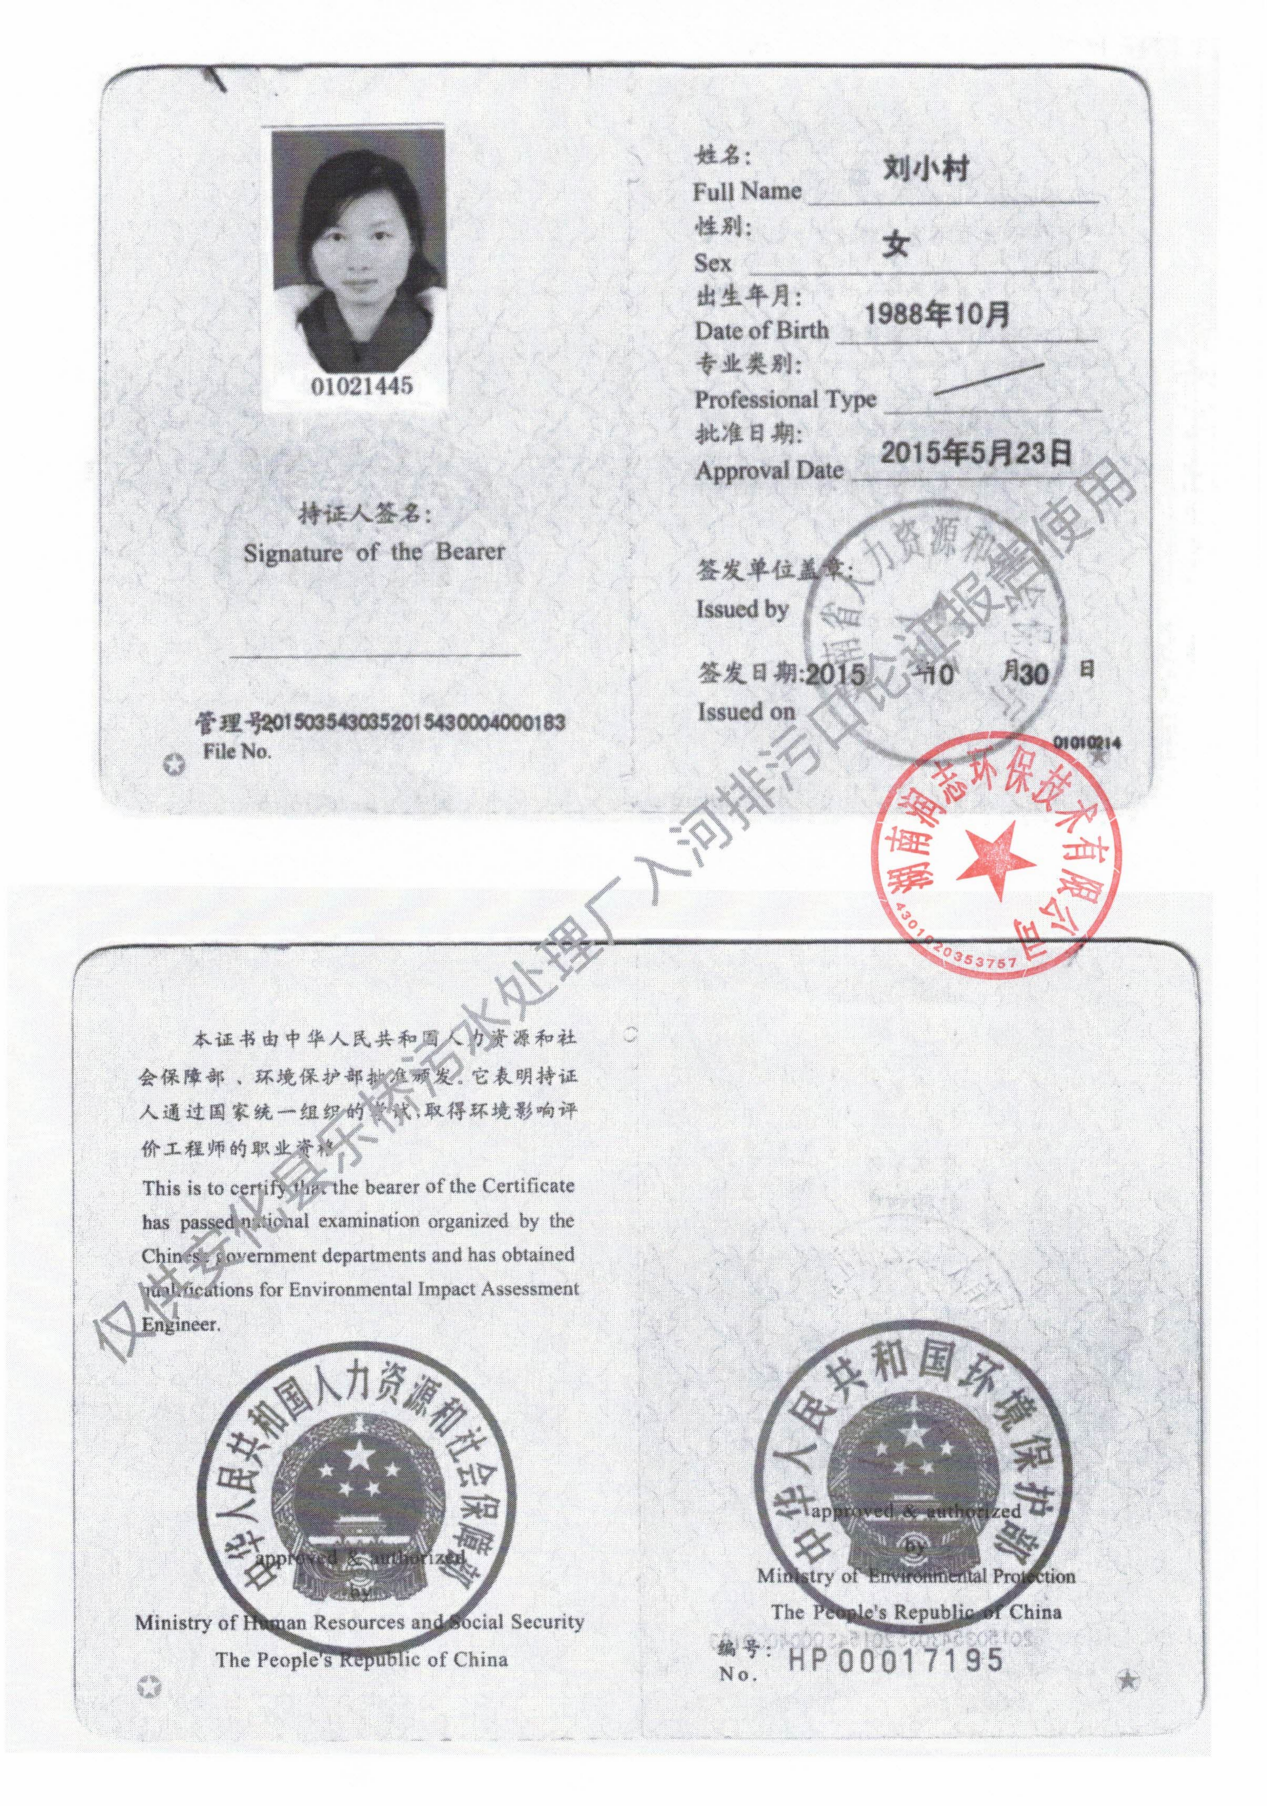 01021445
持证人签名：
Signature of the Bearer
管理号201503543035201543000400183
File No.
姓名：
刘小村
Full Name
性别：
女
Sex
出生年月：
1988年10月
Date of Birth
专业类别：
Professional Type
批准日期：
2015年5月23日
Approval Date
签发单位盖章：
Issued by
签发日期:2015 10 月30 日
Issued on
01010214
湖南润志环保技术有限公司
4301020353757
仅供安化县乐桥污水处理厂入河排污口论证报告使用
本证书由中华人民共和国人力资源和社
会保障部、环境保护部批准颁发。它表明持证
人通过国家统一组织的考试,取得环境影响评
价工程师的职业资格
This is to certify that the bearer of the Certificate
has passed national examination organized by the
Chinese government departments and has obtained
qualifications for Environmental Impact Assessment
Engineer.
中华人民共和国人力资源和社会保障部
approved & authorized
by
Ministry of Human Resources and Social Security
The People's Republic of China
中华人民共和国环境保护部
approved & authorized
by
Ministry of Environmental Protection
The People's Republic of China
编号：
HP00017195
No.